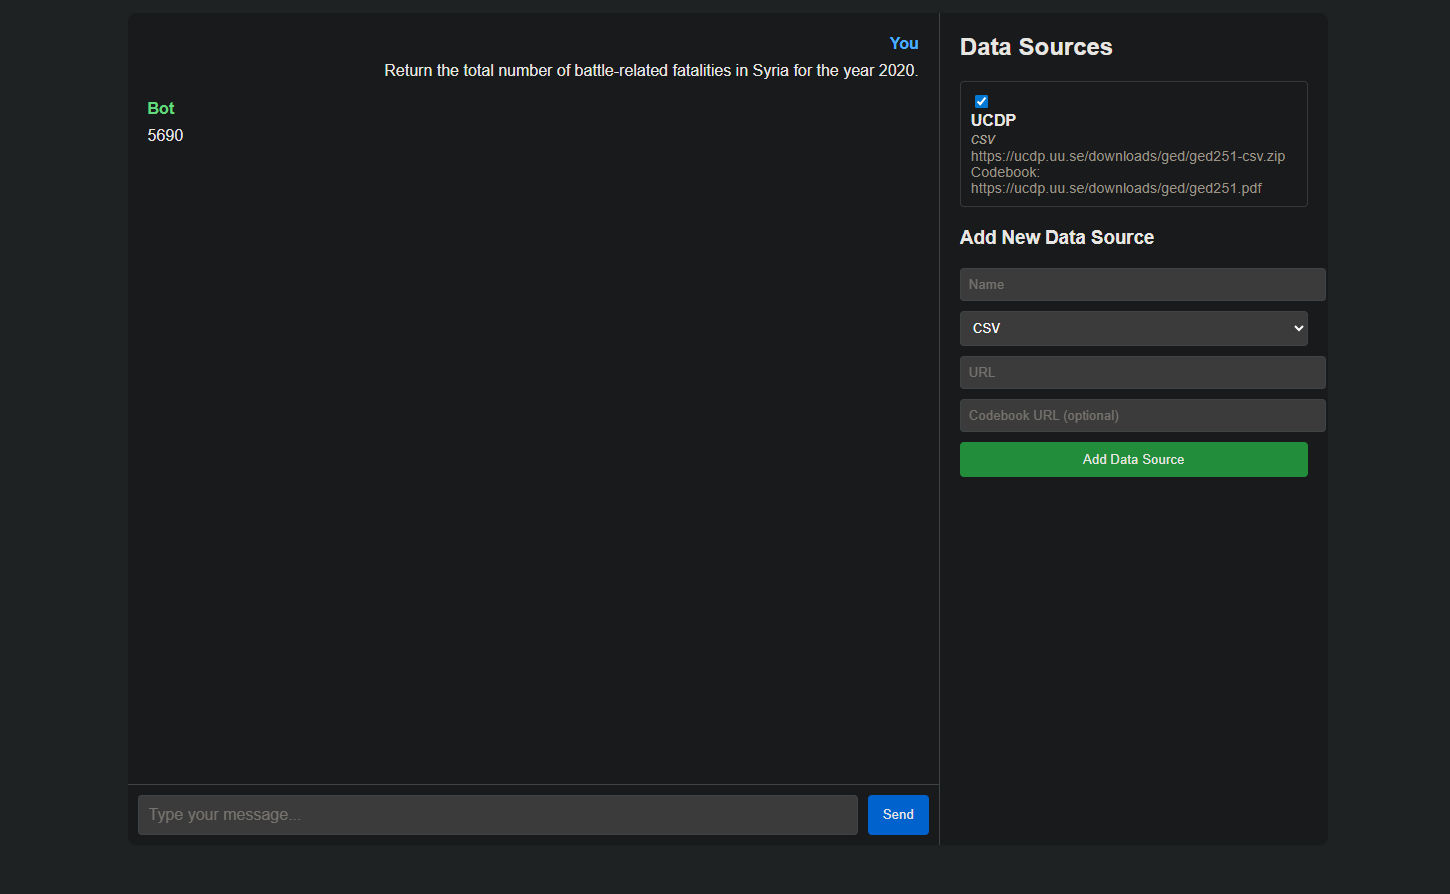 You
Return the total number of battle-related fatalities in Syria for the year 2020.
Bot
5690
Type your message...
Send
Data Sources
UCDP
CSV
https://ucdp.uu.se/downloads/ged/ged251-csv.zip
Codebook:
https://ucdp.uu.se/downloads/ged/ged251.pdf
Add New Data Source
Name
CSV
URL
Codebook URL (optional)
Add Data Source